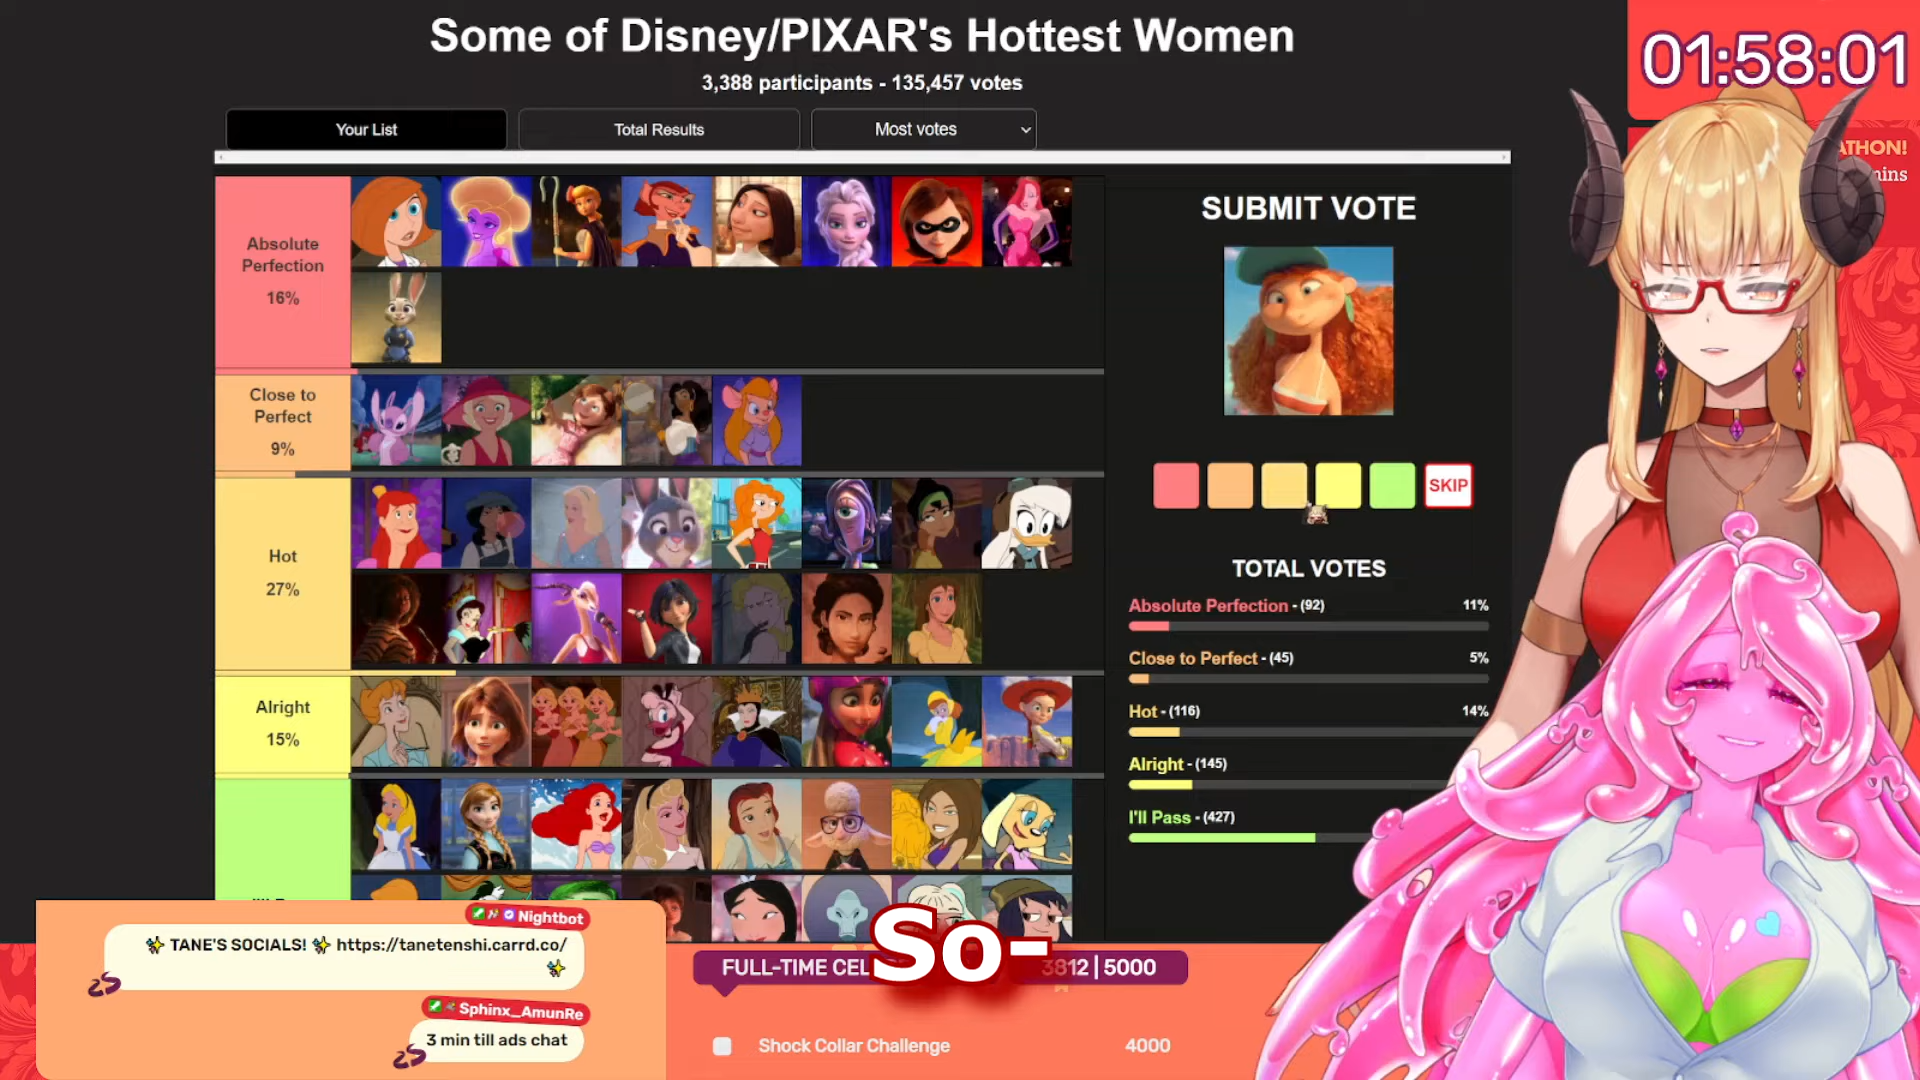 Some of Disney/PIXAR's Hottest Women
3,388 participants - 135,457 votes
Your List
Total Results
Most votes
Absolute
Perfection
16%
Close to
Perfect
9%
Hot
27%
Alright
15%
SUBMIT VOTE
SKIP
TOTAL VOTES
Absolute Perfection - (92) 11%
Close to Perfect - (45) 5%
Hot - (116) 14%
Alright - (145)
I'll Pass - (427)
01:58:01
ATHON!
Nightbot
TANE'S SOCIALS! https://tanetenshi.carrd.co/
Sphinx_AmunRe
3 min till ads chat
FULL-TIME
So-
3812 | 5000
Shock Collar Challenge 4000